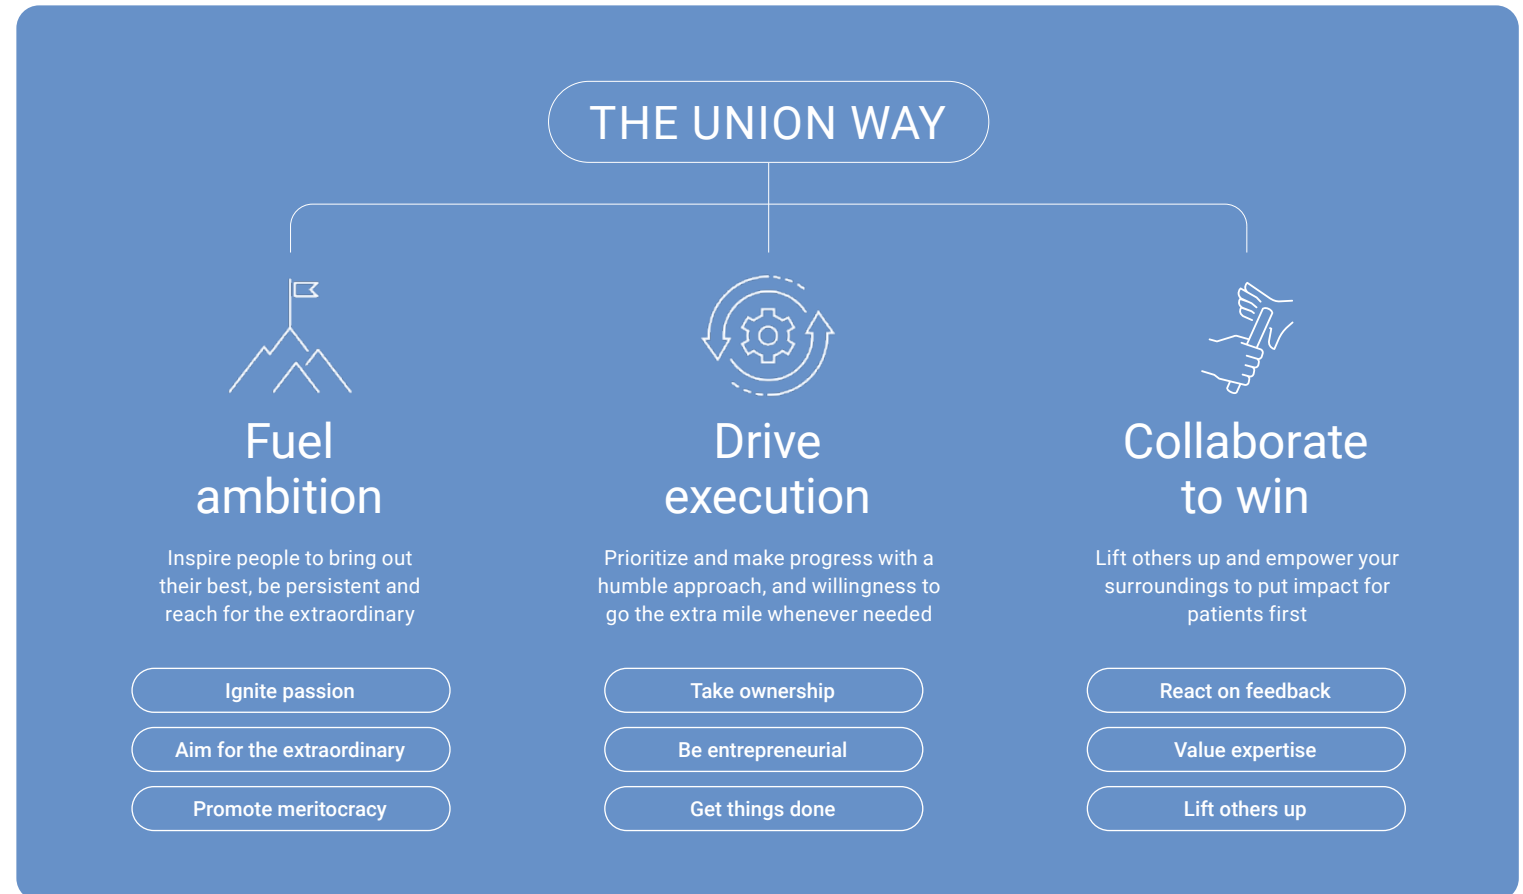 THE UNION WAY
Fuel
ambition
Inspire people to bring out
their best, be persistent and
reach for the extraordinary
Ignite passion
Aim for the extraordinary
Promote meritocracy
Drive
execution
Prioritize and make progress with a
humble approach, and willingness to
go the extra mile whenever needed
Take ownership
Be entrepreneurial
Get things done
Collaborate
to win
Lift others up and empower your
surroundings to put impact for
patients first
React on feedback
Value expertise
Lift others up